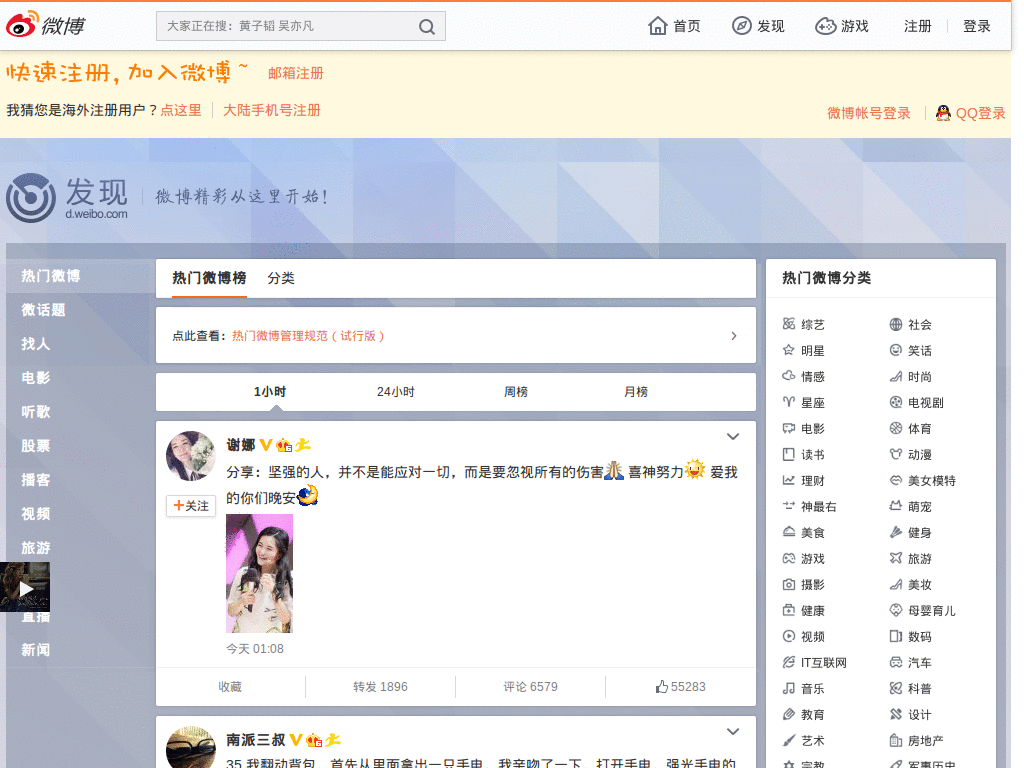 微博
大家正在搜：黄子韬 吴亦凡
首页
发现
游戏
注册
登录
快速注册，加入微博~
邮箱注册
我猜您是海外注册用户？点这里
大陆手机号注册
微博帐号登录
QQ登录
发现
d.weibo.com
微博精彩从这里开始！
热门微博
微话题
找人
电影
听歌
股票
播客
视频
旅游
直播
新闻
热门微博榜
分类
点此查看：热门微博管理规范（试行版）
1小时
24小时
周榜
月榜
谢娜
+关注
分享：坚强的人，并不是能应对一切，而是要忽视所有的伤害 喜神努力 爱我
的你们晚安
今天 01:08
收藏
转发 1896
评论 6579
55283
南派三叔
35 我翻动背包，首先从里面拿出一只手电，我亲吻了一下，打开手电，强光手电的
热门微博分类
综艺 社会
明星 笑话
情感 时尚
星座 电视剧
电影 体育
读书 动漫
理财 美女模特
神最右 萌宠
美食 健身
游戏 旅游
摄影 美妆
健康 母婴育儿
视频 数码
IT互联网 汽车
音乐 科普
教育 设计
艺术 房地产
宗教 军事历史